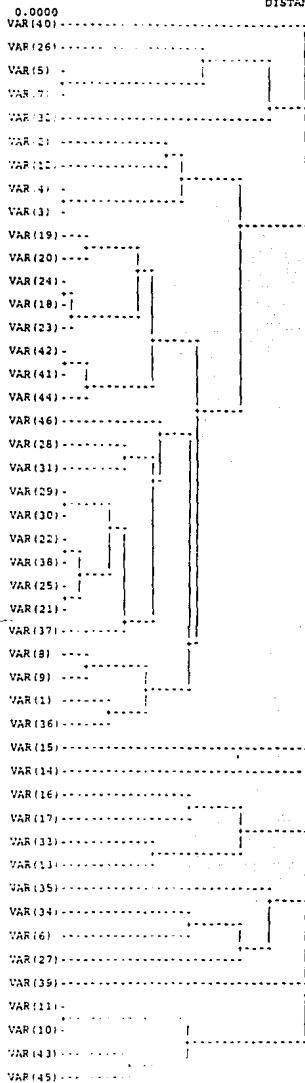 DISTAN
0.0000
VAR(40)
VAR(26)
VAR(5)
VAR(7)
VAR(32)
VAR(2)
VAR(12)
VAR(4)
VAR(3)
VAR(19)
VAR(20)
VAR(24)
VAR(18)
VAR(23)
VAR(42)
VAR(41)
VAR(44)
VAR(46)
VAR(28)
VAR(31)
VAR(29)
VAR(30)
VAR(22)
VAR(38)
VAR(25)
VAR(21)
VAR(37)
VAR(8)
VAR(9)
VAR(1)
VAR(36)
VAR(15)
VAR(14)
VAR(16)
VAR(17)
VAR(33)
VAR(13)
VAR(35)
VAR(34)
VAR(6)
VAR(27)
VAR(39)
VAR(11)
VAR(10)
VAR(43)
VAR(45)